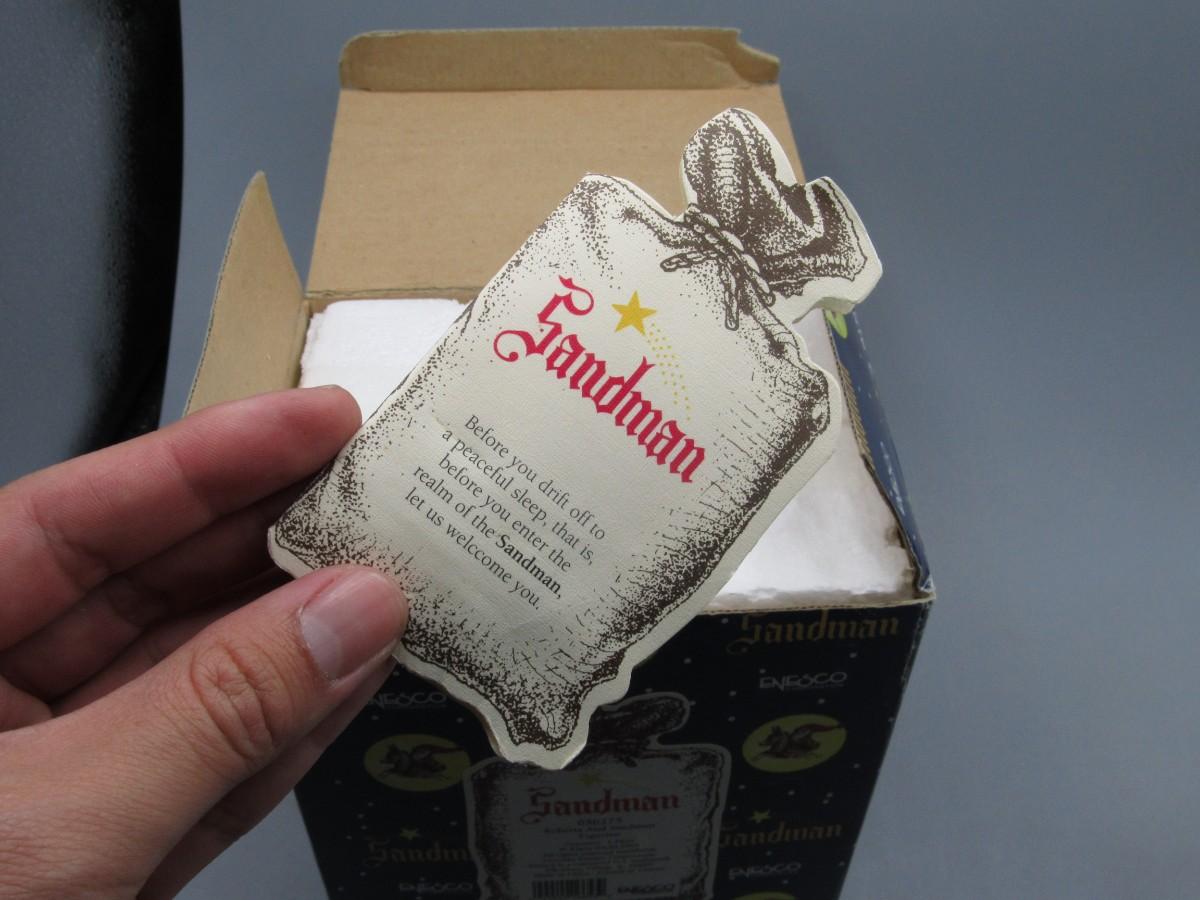 Sandman
Before you drift off to
a peaceful sleep, that is,
before you enter the
realm of the Sandman,
let us welcome you.
Sandman
ENESCO
ENESCO
Sandman
Sandman
Sandman
ENESCO
ENESCO
ENESCO